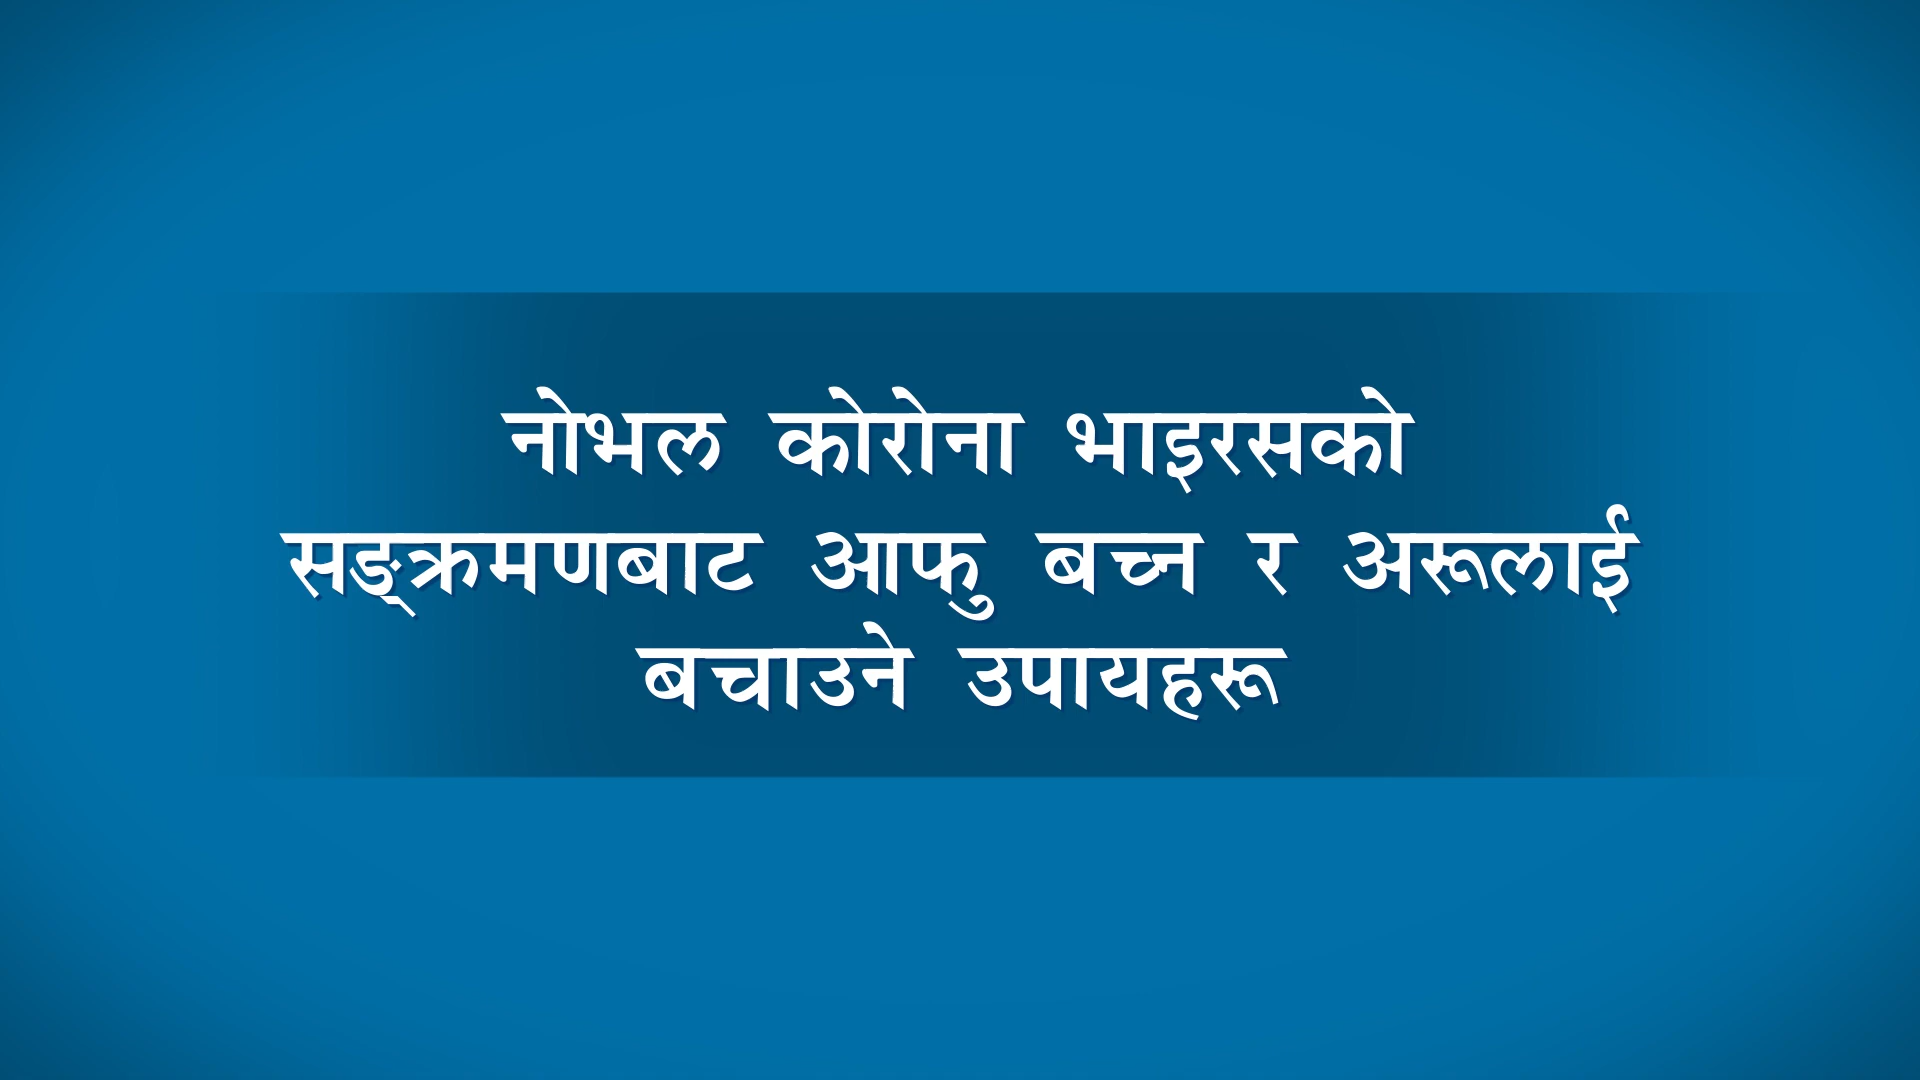 नोभल कोरोना भाइरसको
सङ्क्रमणबाट आफु बच्न र अरूलाई
बचाउने उपायहरू